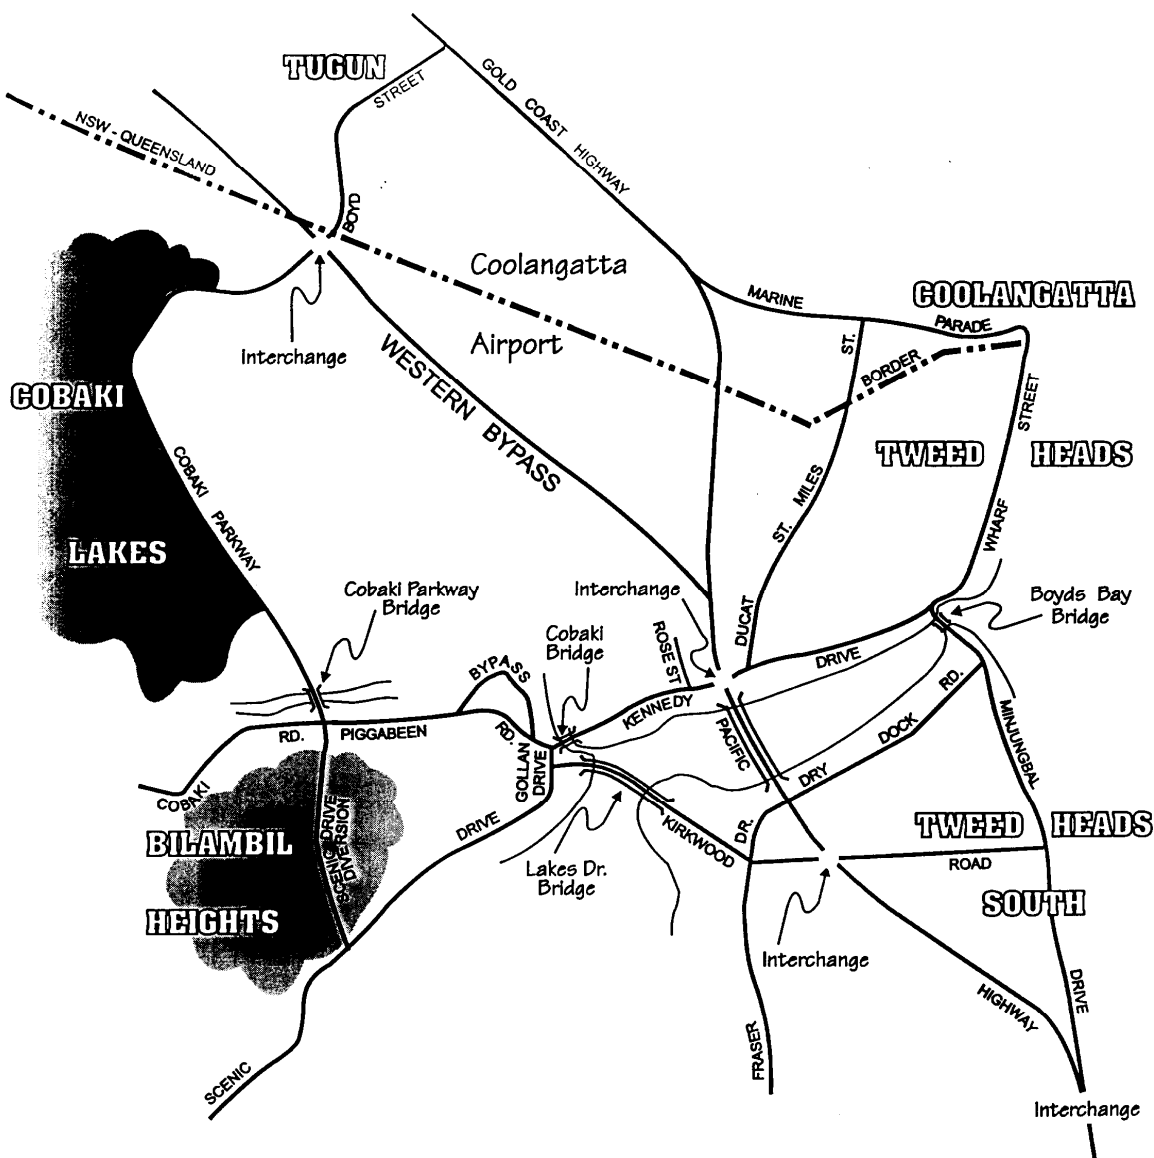 TUGUN
STREET
GOLD COAST HIGHWAY
NSW - QUEENSLAND
BOYD
Coolangatta
Airport
Interchange
MARINE
PARADE
COOLANGATTA
ST.
BORDER
STREET
WESTERN BYPASS
COBAKI
LAKES
COBAKI PARKWAY
TWEED HEADS
ST. MILES
WHARF
Cobaki Parkway
Bridge
Interchange
Boyds Bay
Bridge
DUCAT
ROSE ST
Cobaki
Bridge
DRIVE
BYPASS
KENNEDY
RD.
RD.
PIGGABEEN
RD.
PACIFIC
DOCK
MINJUNGBAL
GOLLAN
DRIVE
DRY
COBAKI
SCENIC DRIVE
DIVERSION
DRIVE
KIRKWOOD
DR.
TWEED HEADS
BILAMBIL
HEIGHTS
Lakes Dr.
Bridge
ROAD
SOUTH
Interchange
HIGHWAY
DRIVE
FRASER
SCENIC
Interchange